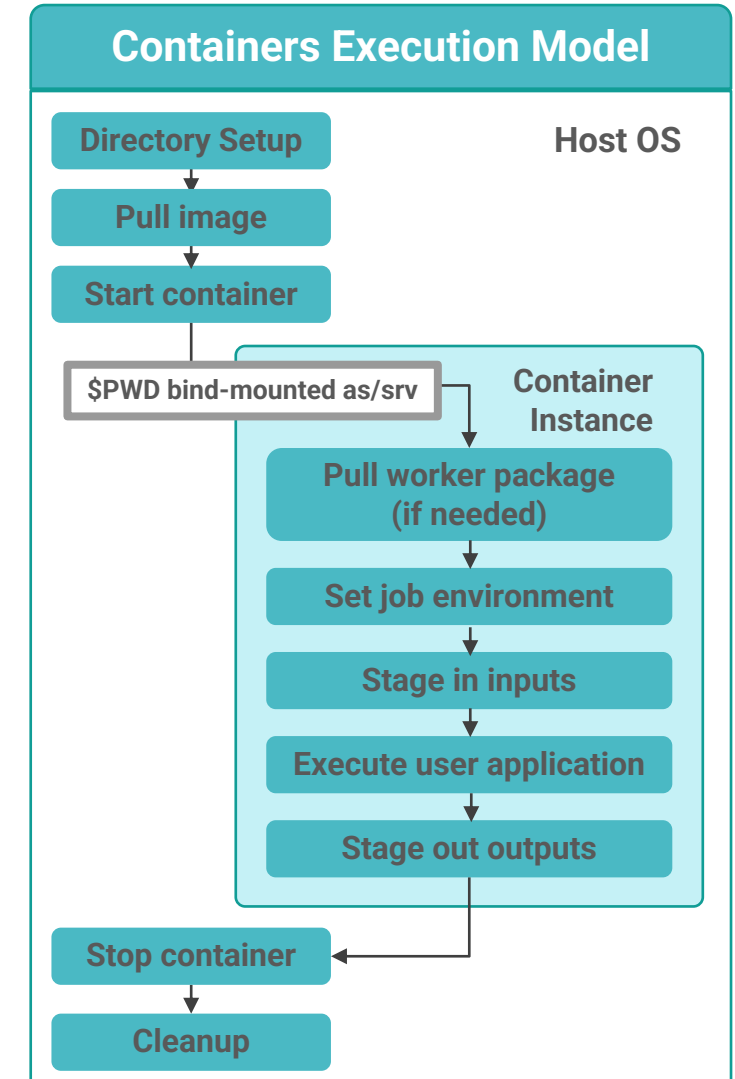 Containers Execution Model
Host OS
Directory Setup
Pull image
Start container
$PWD bind-mounted as/srv
Container
Instance
Pull worker package
(if needed)
Set job environment
Stage in inputs
Execute user application
Stage out outputs
Stop container
Cleanup